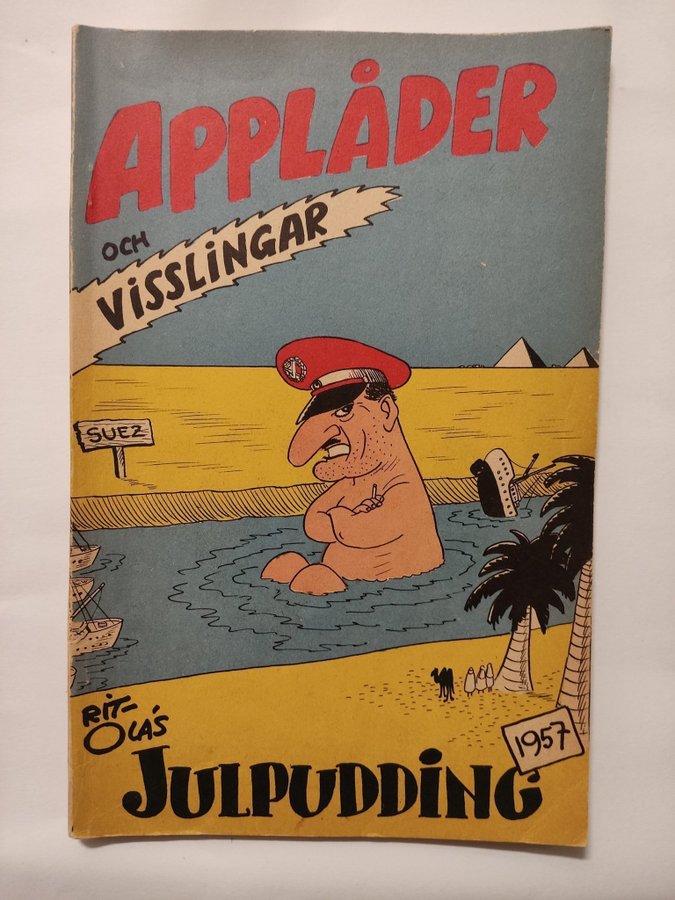 APPLÅDER
OCH
VISSLINGAR
SUEZ
RIT-
OLA'S
1957
JULPUDDING